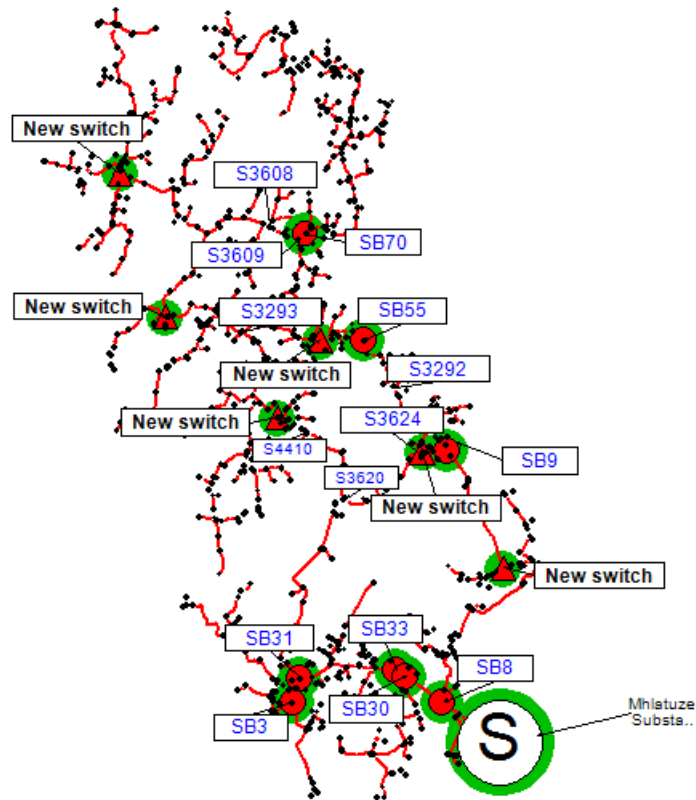 New switch
S3608
S3609
SB70
New switch
S3293
SB55
New switch
S3292
New switch
S3624
S4410
SB9
S3620
New switch
New switch
SB31
SB33
SB8
SB3
SB30
S
Mhlatuze
Substa..